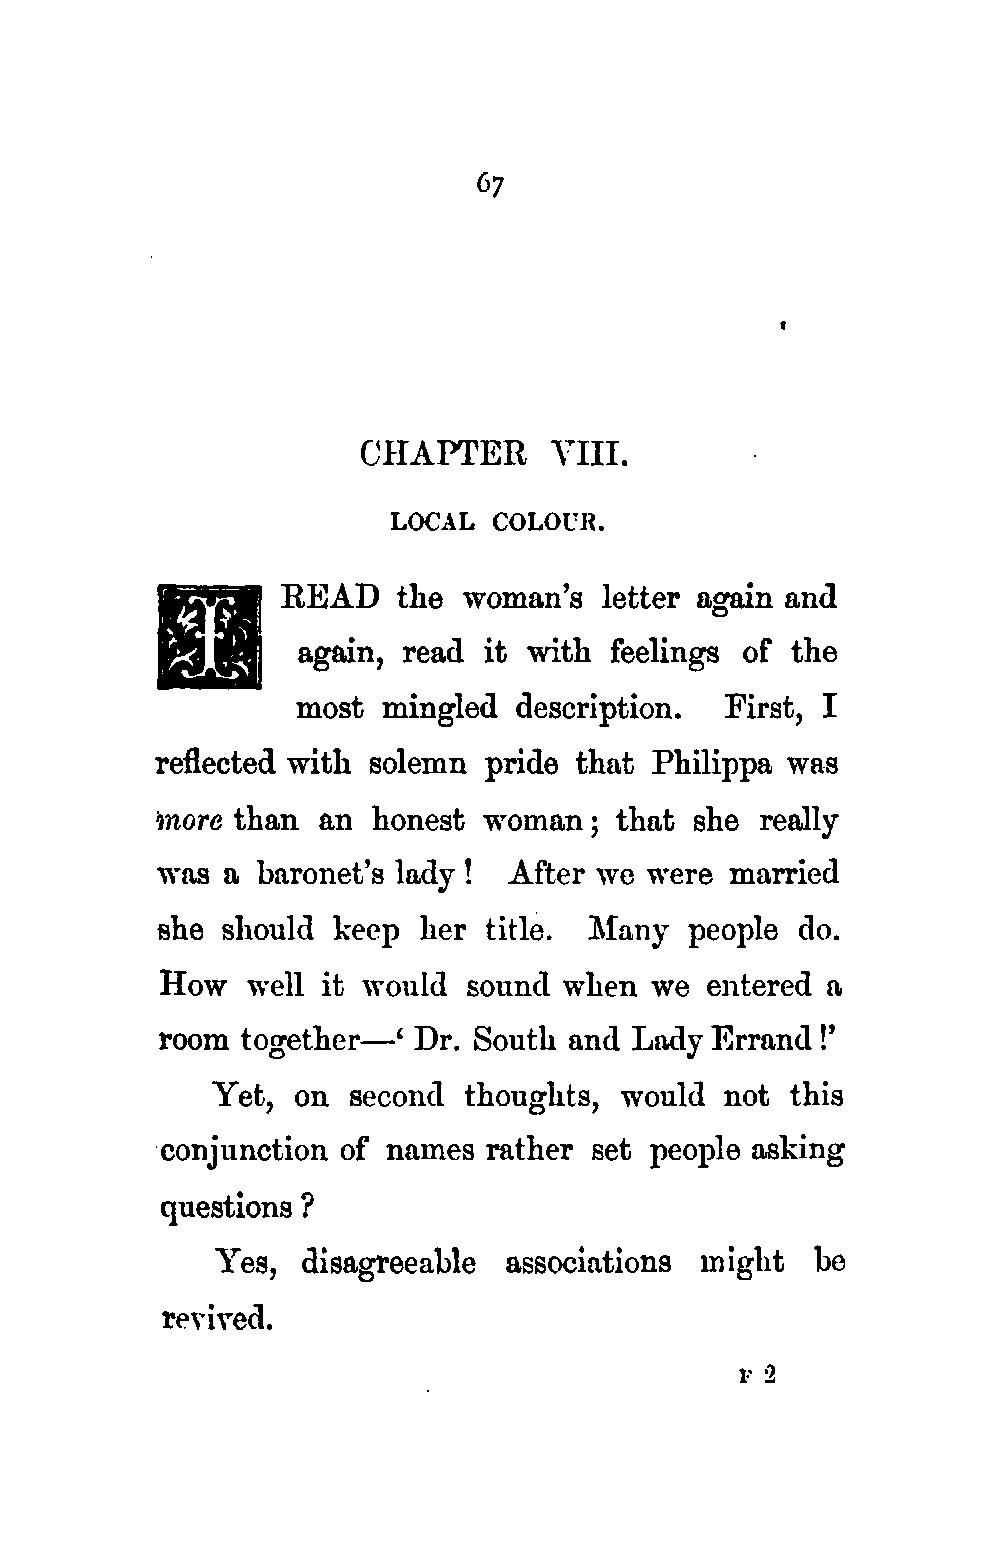 67
CHAPTER VIII.
LOCAL COLOUR.
I READ the woman's letter again and
again, read it with feelings of the
most mingled description. First, I
reflected with solemn pride that Philippa was
more than an honest woman; that she really
was a baronet's lady! After we were married
she should keep her title. Many people do.
How well it would sound when we entered a
room together—‘Dr. South and Lady Errand!’
Yet, on second thoughts, would not this
conjunction of names rather set people asking
questions?
Yes, disagreeable associations might be
revived.
F 2